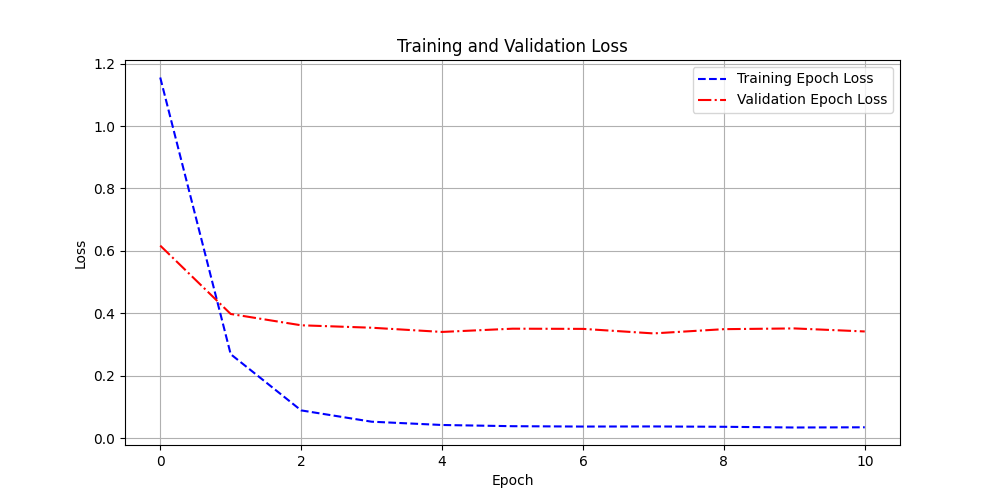 Training and Validation Loss
1.2
1.0
0.8
0.6
0.4
0.2
0.0
Loss
Training Epoch Loss
Validation Epoch Loss
0 2 4 6 8 10
Epoch